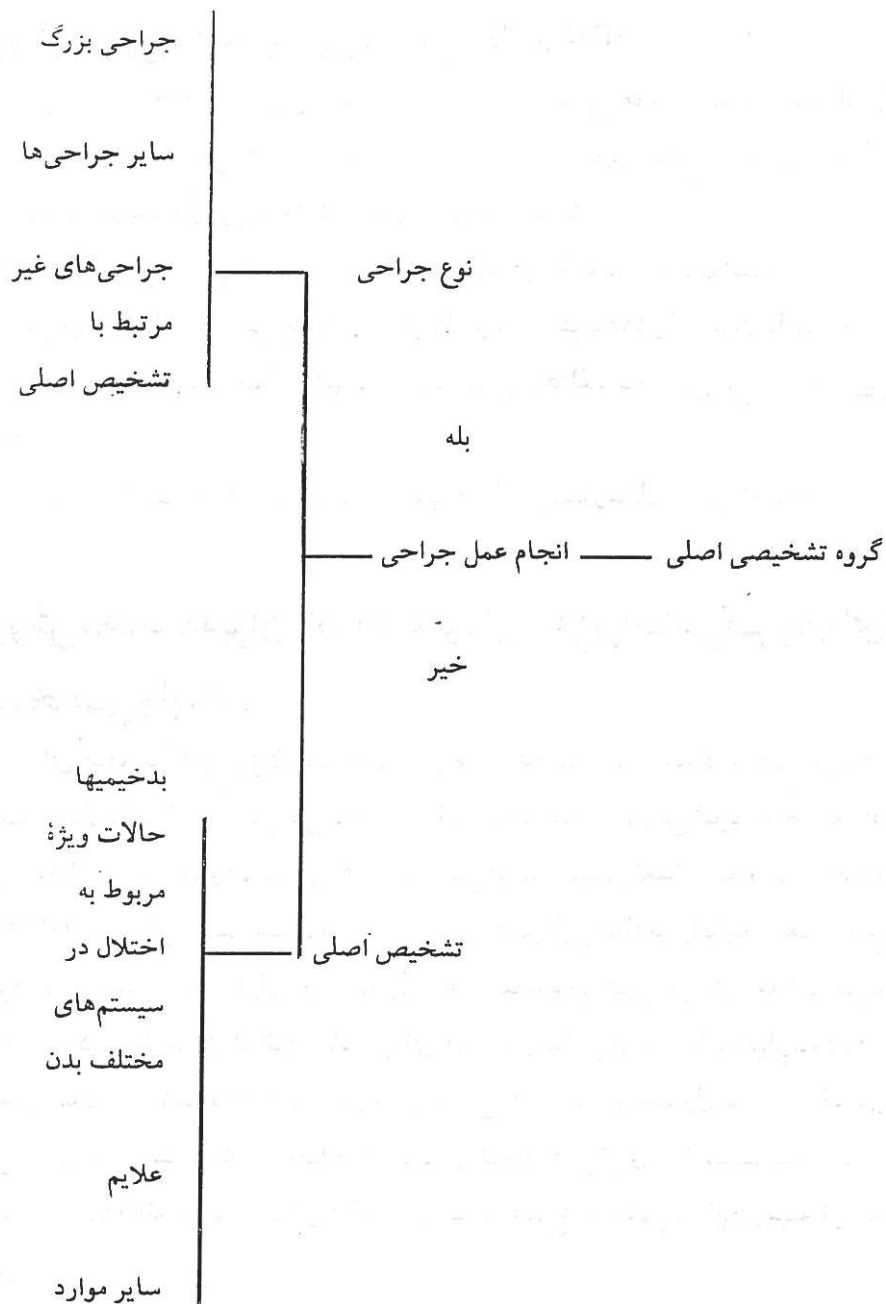 جراحی بزرگ
سایر جراحی‌ها
نوع جراحی
جراحی‌های غیر
مرتبط با
تشخیص اصلی
بله
گروه تشخیصی اصلی
انجام عمل جراحی
خیر
تشخیص اصلی
بدخیمیها
حالات ویژۀ
مربوط به
اختلال در
سیستم‌های
مختلف بدن
علایم
سایر موارد